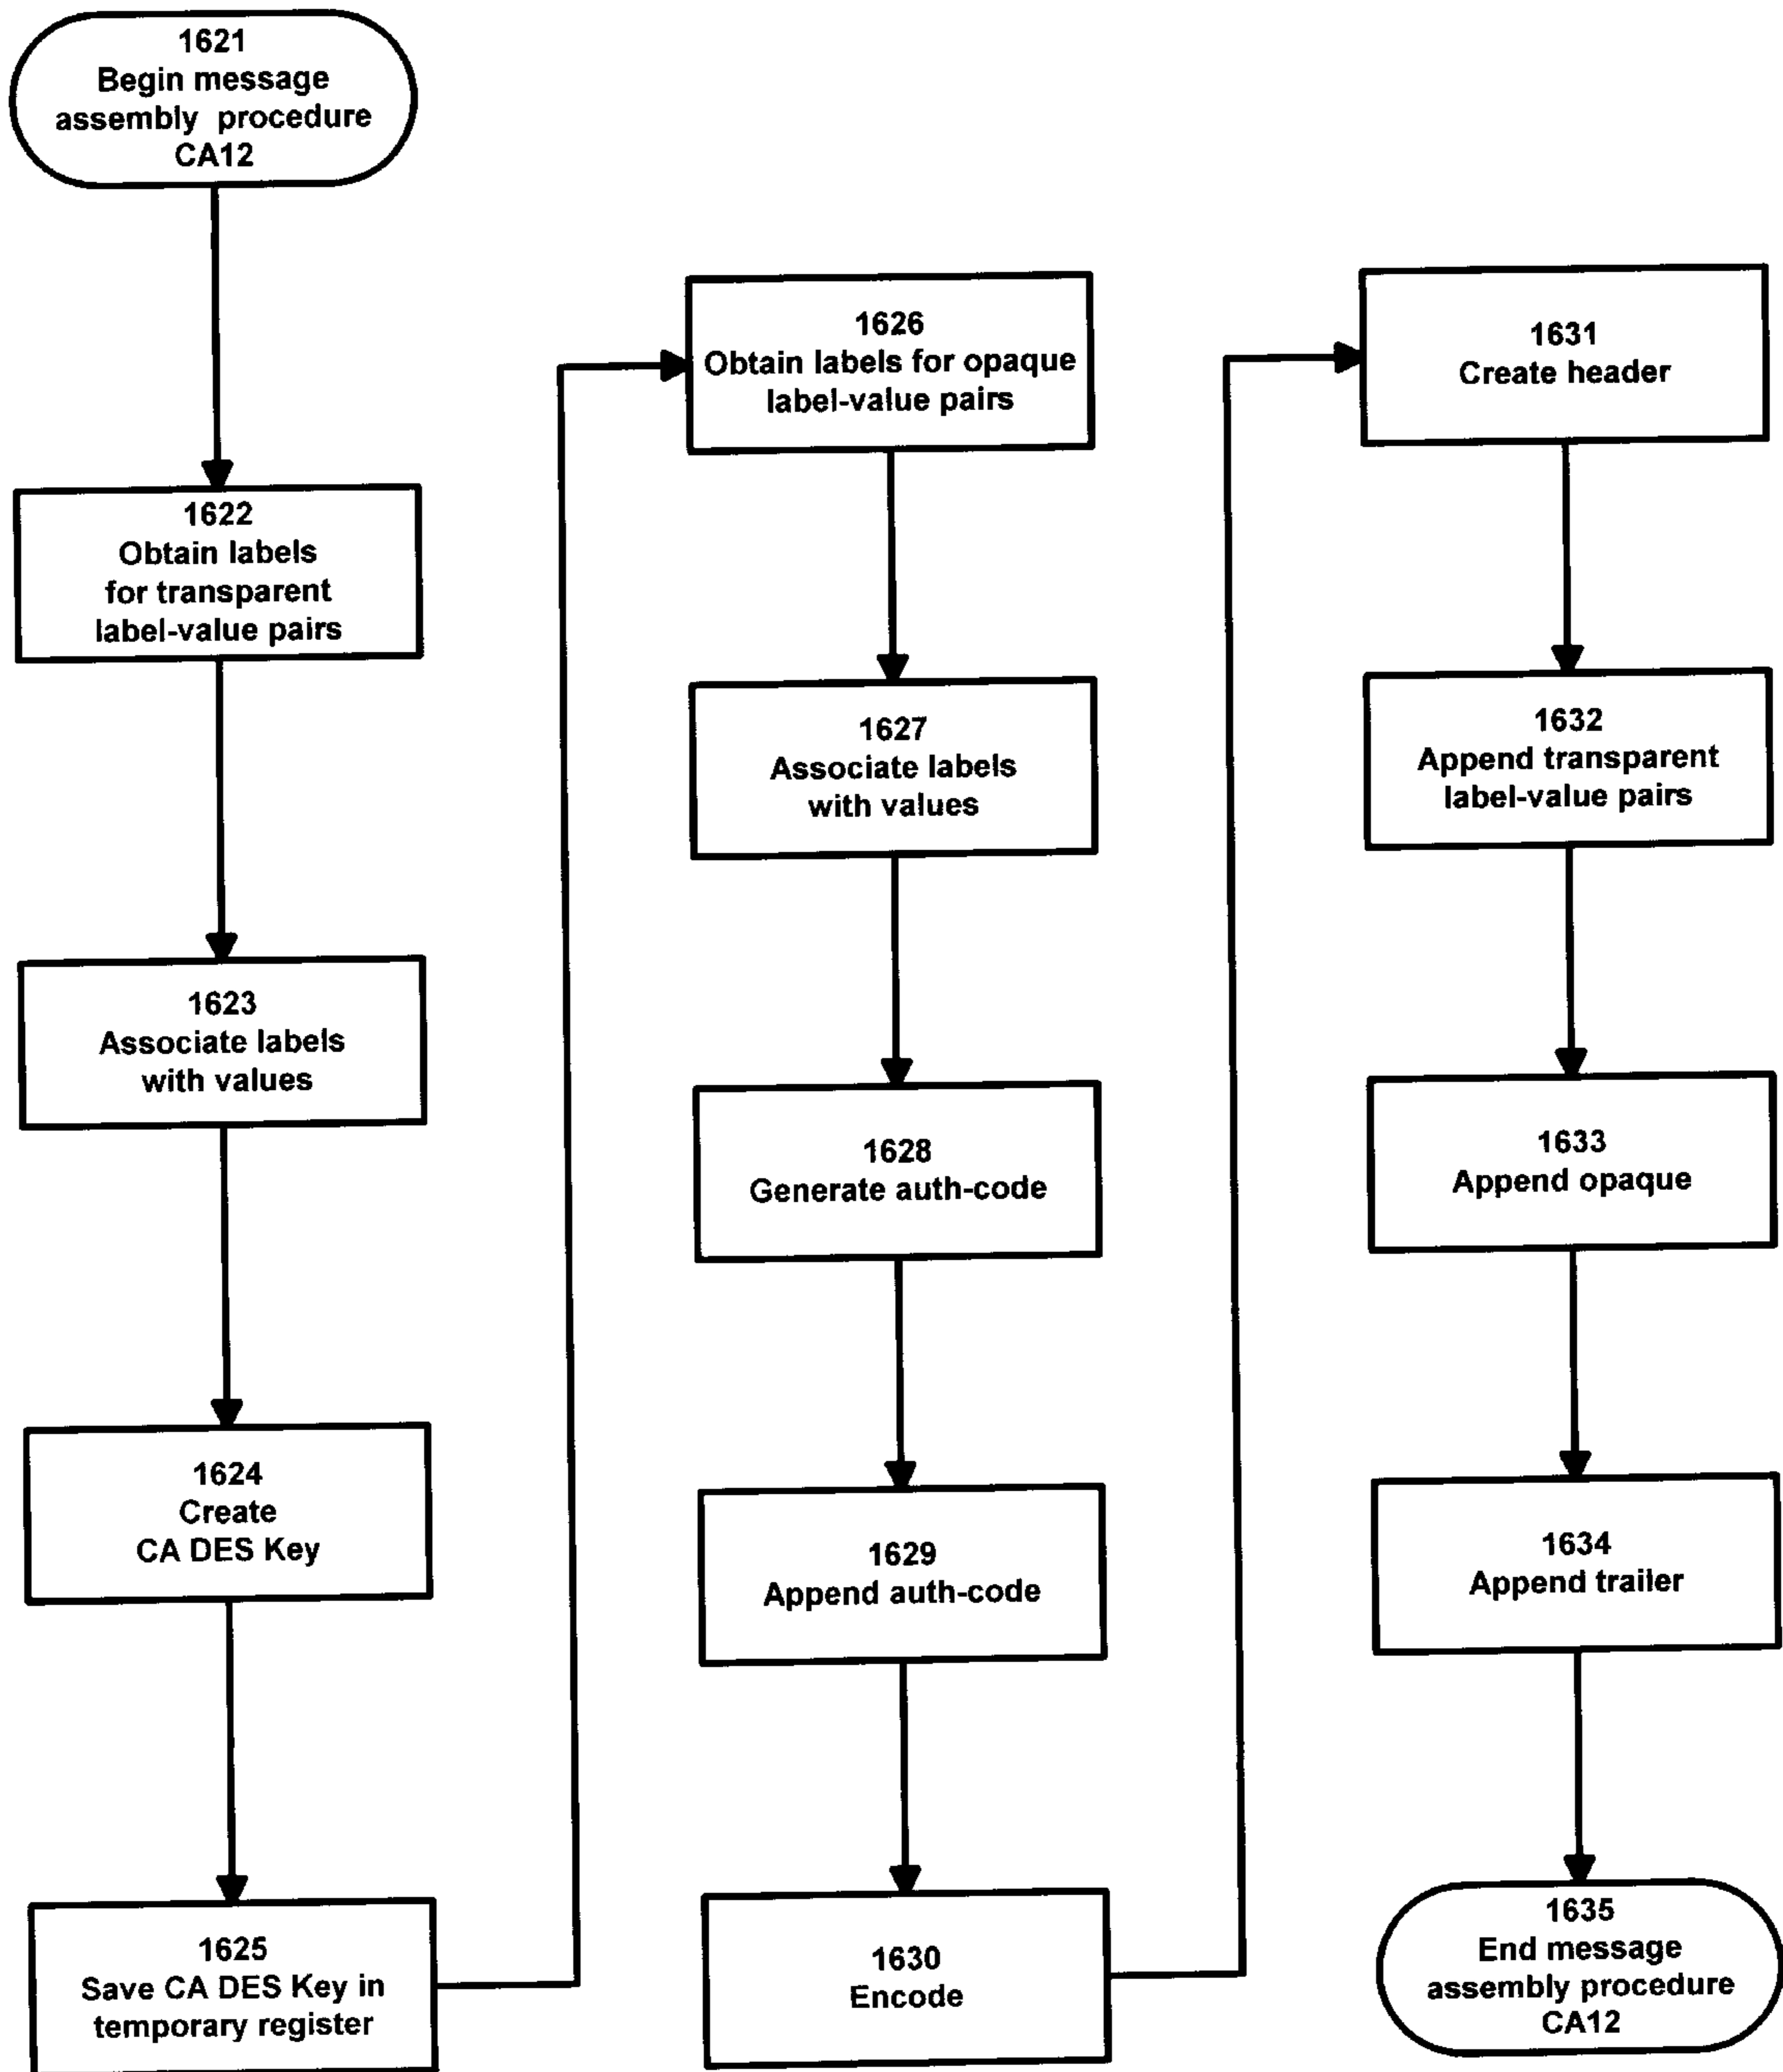 1621
Begin message
assembly procedure
CA12
1622
Obtain labels
for transparent
label-value pairs
1623
Associate labels
with values
1624
Create
CA DES Key
1625
Save CA DES Key in
temporary register
1626
Obtain labels for opaque
label-value pairs
1627
Associate labels
with values
1628
Generate auth-code
1629
Append auth-code
1630
Encode
1631
Create header
1632
Append transparent
label-value pairs
1633
Append opaque
1634
Append trailer
1635
End message
assembly procedure
CA12